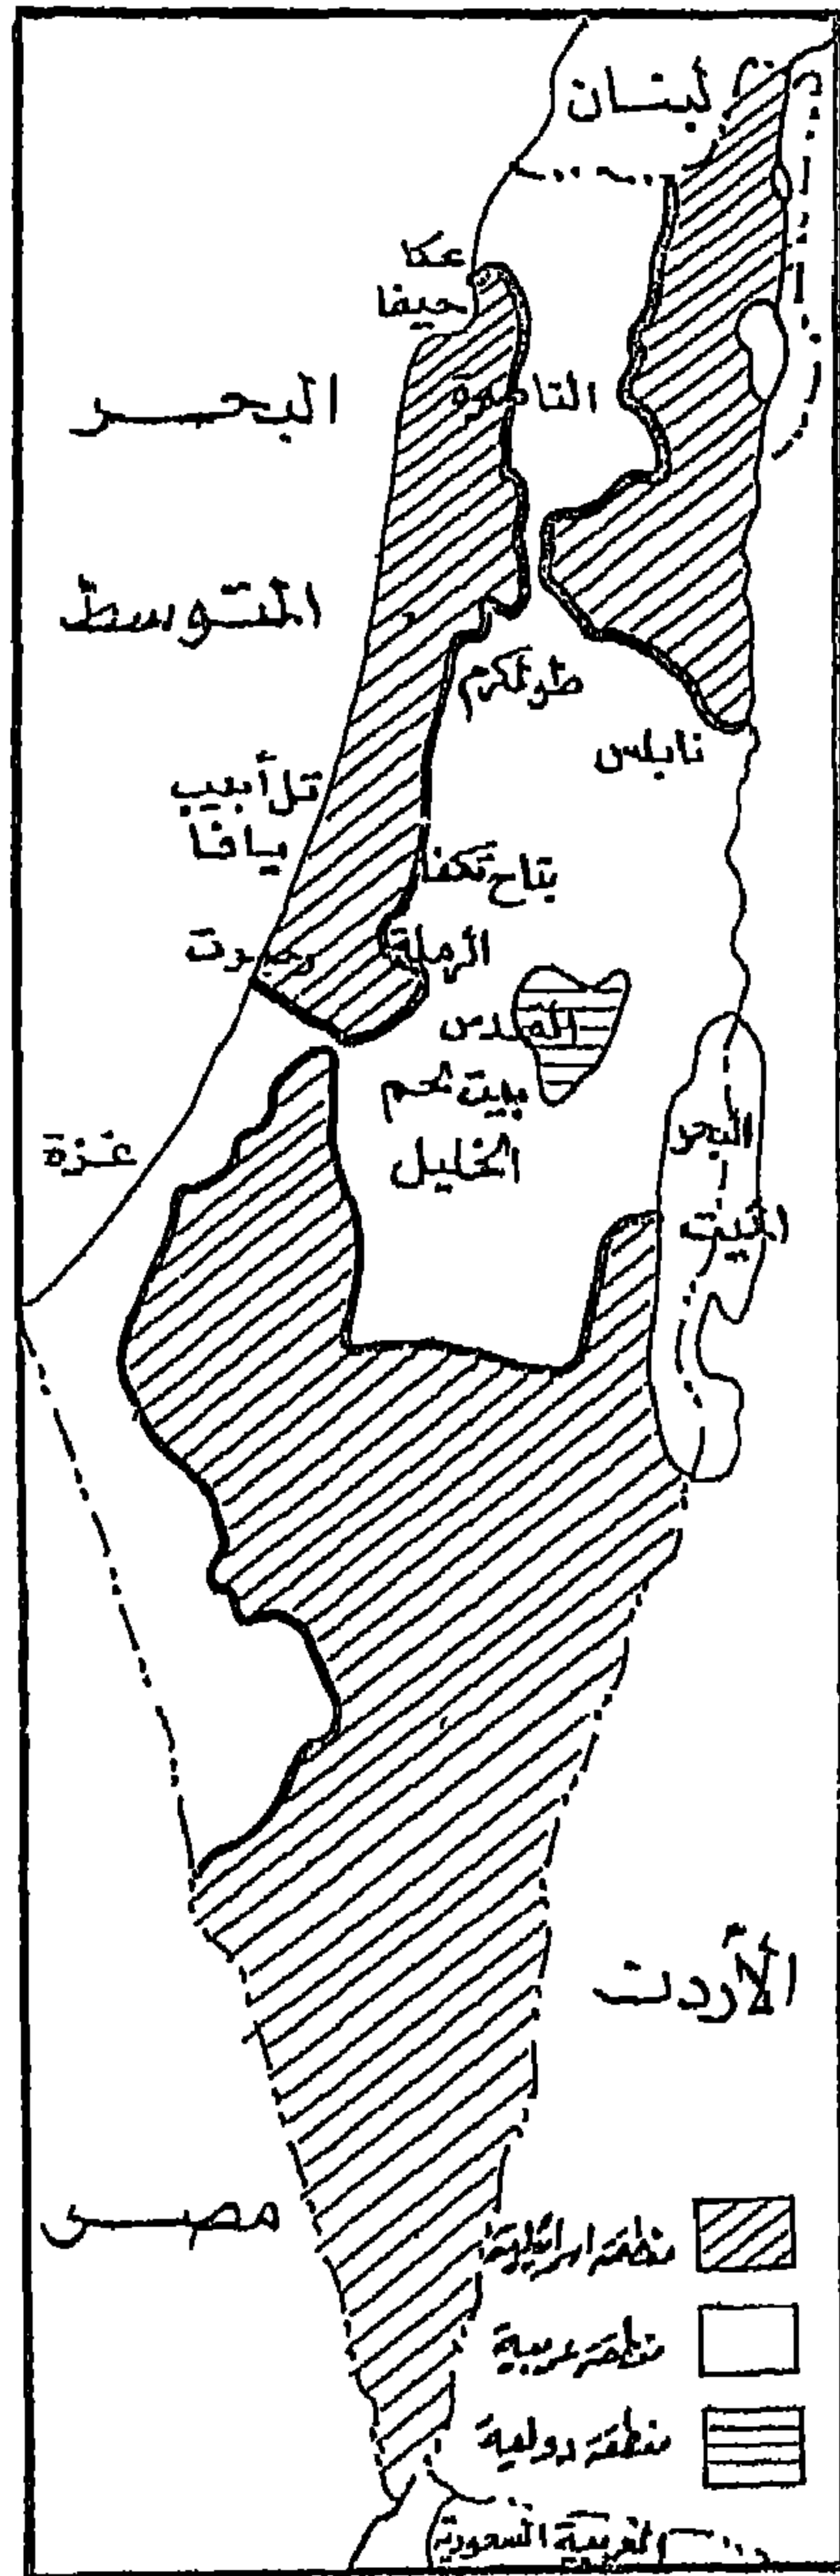 لبنان
عكا
حيفا
الناصرة
البحر
المتوسط
طولكرم
نابلس
تل أبيب
يافا
بتاح تكفا
الرملة
القدس
بيت لحم
الخليل
غزة
البحر
الميت
الأردن
مصر
منطقة اسرائيلية
منطقة عربية
منطقة دولية
العربية السعودية